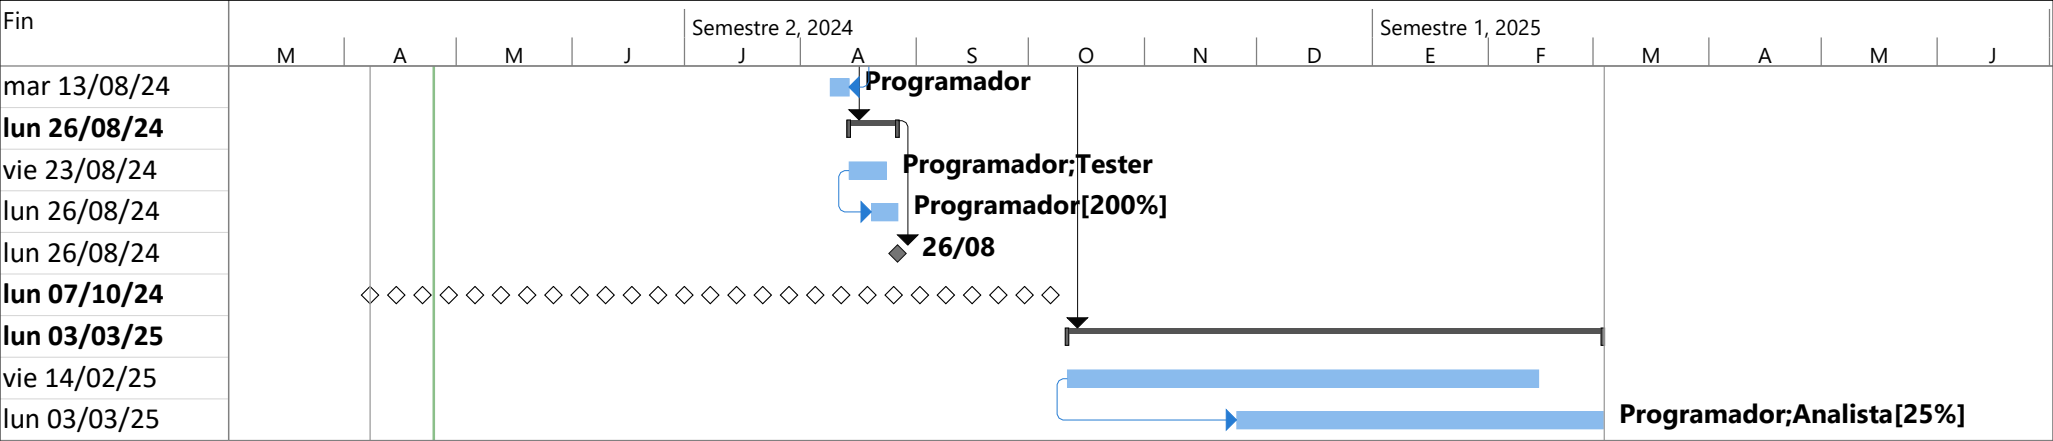 Fin
Semestre 2, 2024
Semestre 1, 2025
M A M J J A S O N D E F M A M J
mar 13/08/24
Programador
lun 26/08/24
vie 23/08/24
Programador;Tester
lun 26/08/24
Programador[200%]
lun 26/08/24
26/08
lun 07/10/24
lun 03/03/25
vie 14/02/25
lun 03/03/25
Programador;Analista[25%]